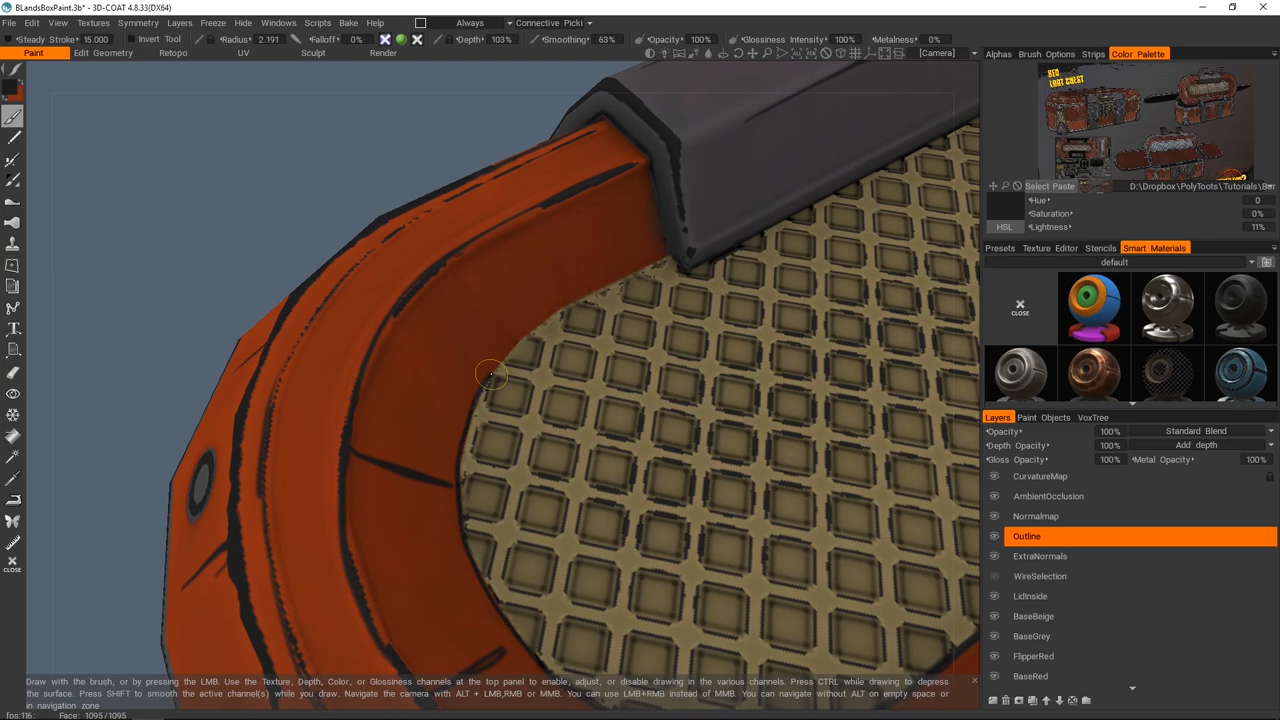 BLandsBoxPaint.3b* - 3D-COAT 4.8.33(DX64)
File Edit View Textures Symmetry Layers Freeze Hide Windows Scripts Bake Help Always Connective Picki
Steady Stroke 15.000 Invert Tool Radius 2.191 Falloff 0% Depth 103% Smoothing 63% Opacity 100% Glossiness Intensity 100% Metalness 0%
Paint Edit Geometry Retopo UV Sculpt Render [Camera] Alphas Brush Options Strips Color Palette
RED
LOOT CHEST
Select Paste D:\Dropbox\PolyToots\Tutorials\
Hue 0
Saturation 0%
HSL Lightness 11%
Presets Texture Editor Stencils Smart Materials
default
CLOSE
Layers Paint Objects VoxTree
Opacity 100% Standard Blend
Depth Opacity 100% Add depth
Gloss Opacity 100% Metal Opacity 100%
CurvatureMap
AmbientOcclusion
Normalmap
Outline
ExtraNormals
WireSelection
LidInside
BaseBeige
BaseGrey
FlipperRed
BaseRed
CLOSE
Draw with the brush, or by pressing the LMB. Use the Texture, Depth, Color, or Glossiness channels at the top panel to enable, adjust, or disable drawing in the various channels. Press CTRL while drawing to depress
the surface. Press SHIFT to smooth the active channel(s) while you draw. Navigate the camera with ALT + LMB,RMB or MMB. You can use LMB+RMB instead of MMB. You can navigate without ALT on empty space or
in navigation zone
fps:116; Face: 1095/1095